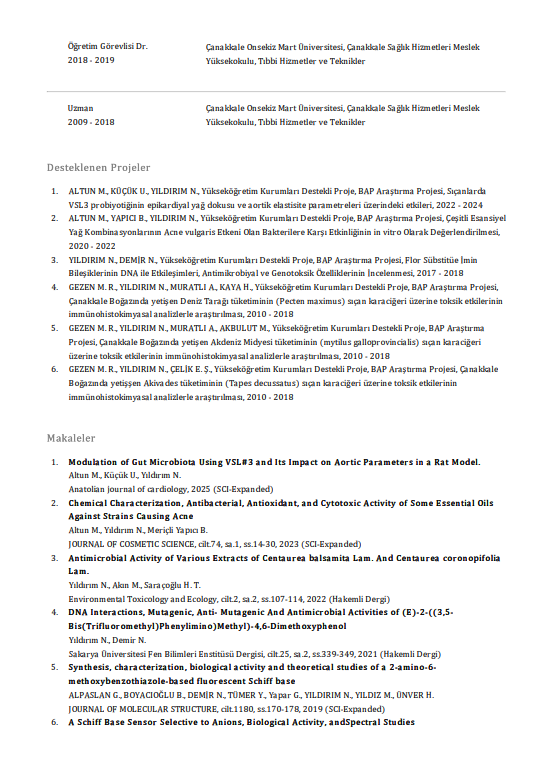 Öğretim Görevlisi Dr.
2018 - 2019
Çanakkale Onsekiz Mart Üniversitesi, Çanakkale Sağlık Hizmetleri Meslek
Yüksekokulu, Tıbbi Hizmetler ve Teknikler
Uzman
2009 - 2018
Çanakkale Onsekiz Mart Üniversitesi, Çanakkale Sağlık Hizmetleri Meslek
Yüksekokulu, Tıbbi Hizmetler ve Teknikler
Desteklenen Projeler
1. ALTUN M., KÜÇÜK U., YILDIRIM N., Yükseköğretim Kurumları Destekli Proje, BAP Araştırma Projesi, Sıçanlarda
VSL3 probiyotiğinin epikardiyal yağ dokusu ve aortik elastisite parametreleri üzerindeki etkileri, 2022 - 2024
2. ALTUN M., YAPICI B., YILDIRIM N., Yükseköğretim Kurumları Destekli Proje, BAP Araştırma Projesi, Çeşitli Esansiyel
Yağ Kombinasyonlarının Acne vulgaris Etkeni Olan Bakterilere Karşı Etkinliğinin in vitro Olarak Değerlendirilmesi,
2020 - 2022
3. YILDIRIM N., DEMİR N., Yükseköğretim Kurumları Destekli Proje, BAP Araştırma Projesi, Flor Sübstitüe İmin
Bileşiklerinin DNA ile Etkileşimleri, Antimikrobiyal ve Genotoksik Özelliklerinin İncelenmesi, 2017 - 2018
4. GEZEN M. R., YILDIRIM N., MURATLI A., KAYA H., Yükseköğretim Kurumları Destekli Proje, BAP Araştırma Projesi,
Çanakkale Boğazında yetişen Deniz Tarağı tüketiminin (Pecten maximus) sıçan karaciğeri üzerine toksik etkilerinin
immünohistokimyasal analizlerle araştırılması, 2010 - 2018
5. GEZEN M. R., YILDIRIM N., MURATLI A., AKBULUT M., Yükseköğretim Kurumları Destekli Proje, BAP Araştırma
Projesi, Çanakkale Boğazında yetişen Akdeniz Midyesi tüketiminin (mytilus galloprovincialis) sıçan karaciğeri
üzerine toksik etkilerinin immünohistokimyasal analizlerle araştırılması, 2010 - 2018
6. GEZEN M. R., YILDIRIM N., ÇELİK E. Ş., Yükseköğretim Kurumları Destekli Proje, BAP Araştırma Projesi, Çanakkale
Boğazında yetişşen Akivades tüketiminin (Tapes decussatus) sıçan karaciğeri üzerine toksik etkilerinin
immünohistokimyasal analizlerle araştırılması, 2010 - 2018
Makaleler
1. Modulation of Gut Microbiota Using VSL#3 and Its Impact on Aortic Parameters in a Rat Model.
Altun M., Küçük U., Yıldırım N.
Anatolian journal of cardiology, 2025 (SCI-Expanded)
2. Chemical Characterization, Antibacterial, Antioxidant, and Cytotoxic Activity of Some Essential Oils
Against Strains Causing Acne
Altun M., Yıldırım N., Meriçli Yapıcı B.
JOURNAL OF COSMETIC SCIENCE, cilt.74, sa.1, ss.14-30, 2023 (SCI-Expanded)
3. Antimicrobial Activity of Various Extracts of Centaurea balsamita Lam. And Centaurea coronopifolia
Lam.
Yıldırım N., Akın M., Saraçoğlu H. T.
Environmental Toxicology and Ecology, cilt.2, sa.2, ss.107-114, 2022 (Hakemli Dergi)
4. DNA Interactions, Mutagenic, Anti- Mutagenic And Antimicrobial Activities of (E)-2-((3,5-
Bis(Trifluoromethyl)Phenylimino)Methyl)-4,6-Dimethoxyphenol
Yıldırım N., Demir N.
Sakarya Üniversitesi Fen Bilimleri Enstitüsü Dergisi, cilt.25, sa.2, ss.339-349, 2021 (Hakemli Dergi)
5. Synthesis, characterization, biological activity and theoretical studies of a 2-amino-6-
methoxybenzothiazole-based fluorescent Schiff base
ALPASLAN G., BOYACIOĞLU B., DEMİR N., TÜMER Y., Yapar G., YILDIRIM N., YILDIZ M., ÜNVER H.
JOURNAL OF MOLECULAR STRUCTURE, cilt.1180, ss.170-178, 2019 (SCI-Expanded)
6. A Schiff Base Sensor Selective to Anions, Biological Activity, andSpectral Studies